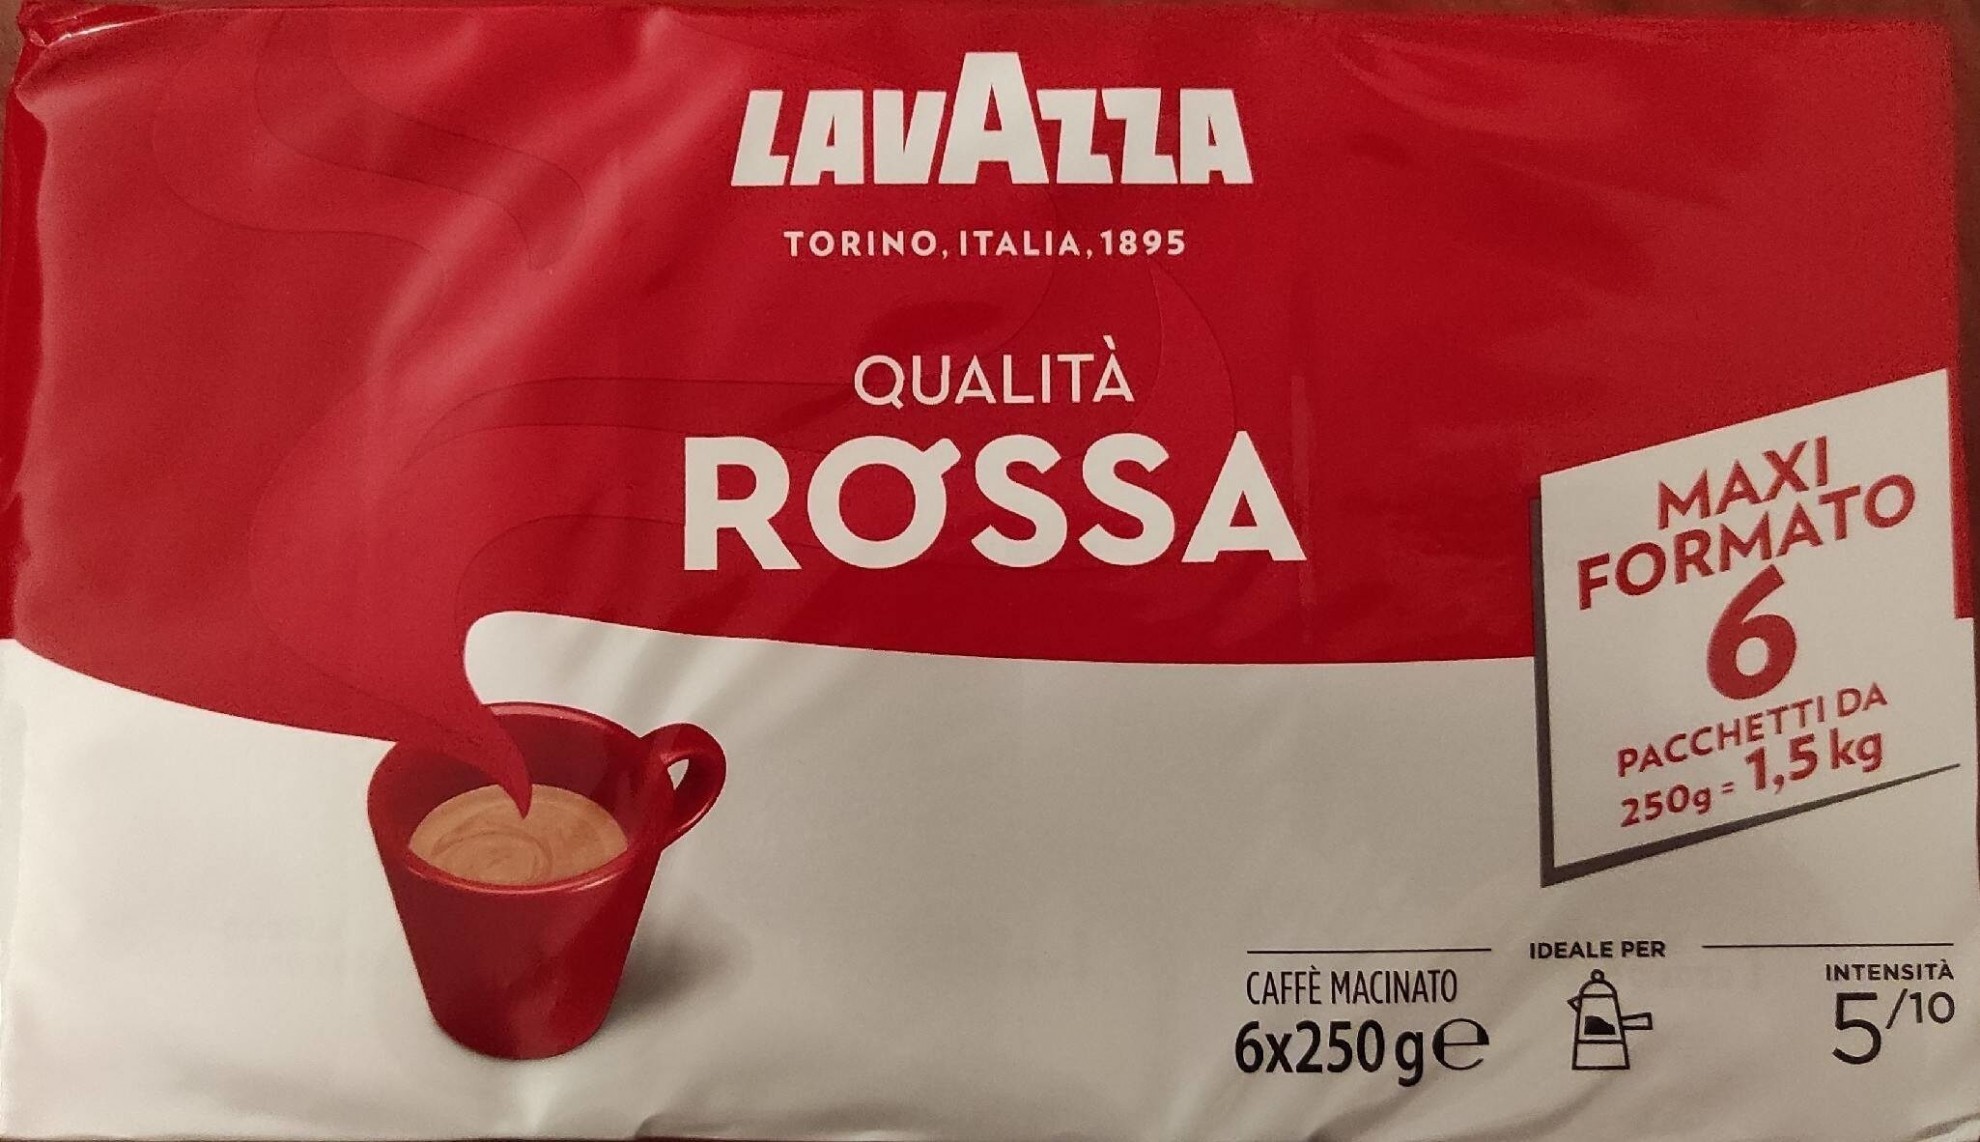 LAVAZZA
TORINO, ITALIA, 1895
QUALITÀ
ROSSA
MAXI
FORMATO
6
PACCHETTI DA
250g = 1,5 kg
CAFFÈ MACINATO
6x250 g ℮
IDEALE PER
INTENSITÀ
5/10